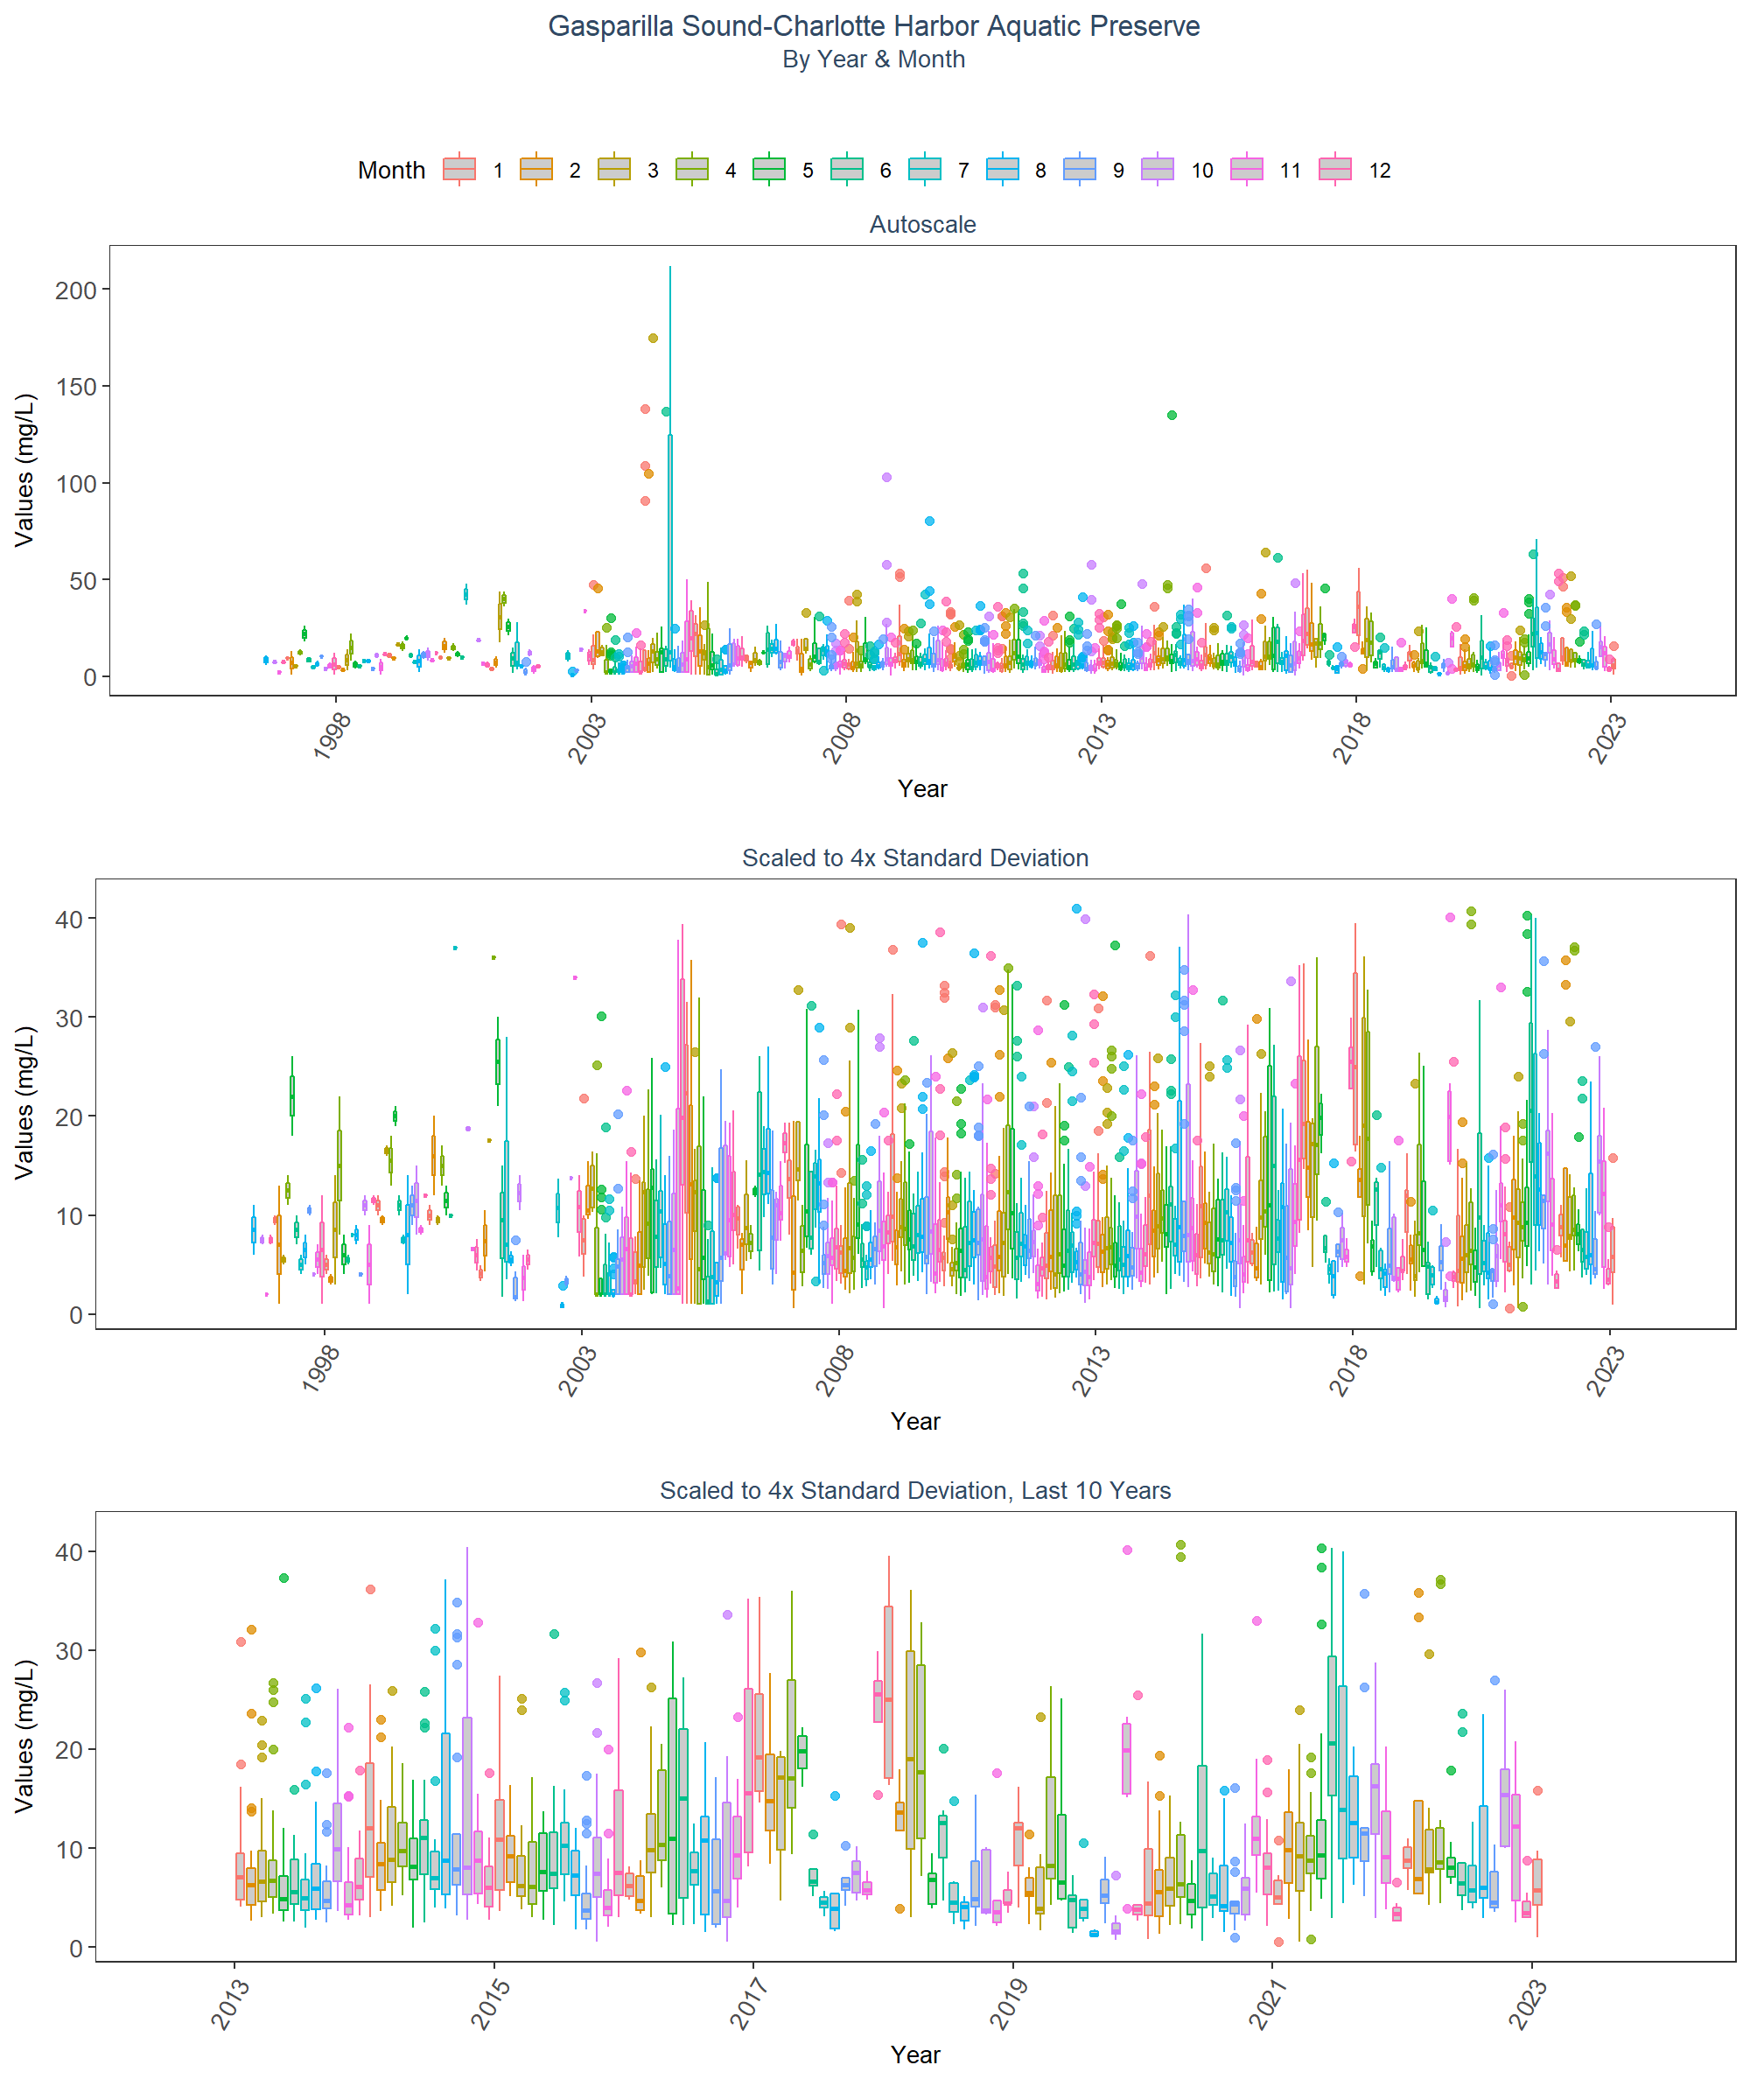 Gasparilla Sound-Charlotte Harbor Aquatic Preserve
By Year & Month
Month 1 2 3 4 5 6 7 8 9 10 11 12
Autoscale
Values (mg/L)
200
150
100
50
0
1998 2003 2008 2013 2018 2023
Year
Scaled to 4x Standard Deviation
Values (mg/L)
40
30
20
10
0
1998 2003 2008 2013 2018 2023
Year
Scaled to 4x Standard Deviation, Last 10 Years
Values (mg/L)
40
30
20
10
0
2013 2015 2017 2019 2021 2023
Year